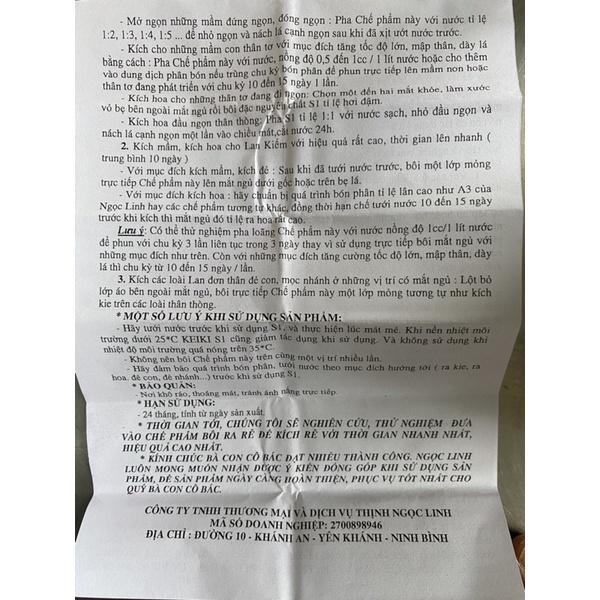 - Mở ngọn những mầm đứng ngọn, đóng ngọn : Pha Chế phẩm này với nước tỉ lệ
1:2, 1:3, 1:4, 1:5 ... để nhỏ ngọn và nách lá cạnh ngọn sau khi đã xịt ướt nước trước.
- Kích cho những mầm con thân tơ với mục đích tăng tốc độ lớn, mập thân, dày lá
bằng cách : Pha Chế phẩm này với nước, nồng độ 0,5 đến 1cc / 1 lít nước hoặc cho thêm
vào dung dịch phân bón nếu trùng chu kỳ bón phân để phun trực tiếp lên mầm non hoặc
thân tơ đang phát triển với chu kỳ 10 đến 15 ngày 1 lần.
- Kích hoa cho những thân tơ đang đi ngọn: Chọn một đến hai mắt khỏe, làm xước
vỏ bẹ bên ngoài mắt ngủ rồi bôi đặc nguyên chất S1 tỉ lệ hơi đậm.
- Kích hoa đầu ngọn thân thòng: Pha S1 tỉ lệ 1:1 với nước sạch, nhỏ đầu ngọn và
nách lá cạnh ngọn một lần vào chiều mát,cắt nước 24h.
2. Kích mầm, kích hoa cho Lan Kiếm với hiệu quả rất cao, thời gian lên nhanh (
trung bình 10 ngày )
- Với mục đích kích mầm, kích đẻ : Sau khi đã tưới nước trước, bôi một lớp mỏng
trực tiếp Chế phẩm này lên mắt ngủ dưới gốc hoặc trên bẹ lá.
- Với mục đích kích hoa : hãy chuẩn bị quá trình bón phân tỉ lệ lân cao như A3 của
Ngọc Linh hay các chế phẩm tương tự khác, đồng thời hạn chế tưới nước 10 đến 15 ngày
trước khi kích thì mắt ngủ đó tỉ lệ ra hoa rất cao.
Lưu ý: Có thể thử nghiệm pha loãng Chế phẩm này với nước nồng độ 1cc/1 lít nước
để phun với chu kỳ 3 lần liên tục trong 3 ngày thay vì sử dụng trực tiếp bôi mắt ngủ với
những mục đích như trên. Còn với những mục đích tăng cường tốc độ lớn, mập thân, dày
lá thì chu kỳ từ 10 đến 15 ngày / lần.
3. Kích các loài Lan đơn thân đẻ con, mọc nhánh ở những vị trí có mắt ngủ : Lột bỏ
lớp áo bên ngoài mắt ngủ, bôi trực tiếp Chế phẩm này một lớp mỏng tương tự như kích
kie trên các loài thân thòng.
* MỘT SỐ LƯU Ý KHI SỬ DỤNG SẢN PHẨM:
- Hãy tưới nước trước khi sử dụng S1, và thực hiện lúc mát mẻ. Khi nền nhiệt môi
trường dưới 25*C KEIKI S1 cũng giảm tác dụng khi sử dụng. Và không sử dụng khi
nhiệt độ môi trường quá nóng trên 35*C.
- Không nên bôi Chế phẩm này trên cùng một vị trí nhiều lần.
- Hãy đảm bảo quá trình bón phân, tưới nước theo mục đích hướng tới ( ra kie, ra
hoa, đẻ con, đẻ nhánh...) trước khi sử dụng S1.
* BẢO QUẢN:
- Nơi khô ráo, thoáng mát, tránh ánh nắng trực tiếp.
* HẠN SỬ DỤNG:
- 24 tháng, tính từ ngày sản xuất.
* THỜI GIAN TỚI, CHÚNG TÔI SẼ NGHIÊN CỨU, THỬ NGHIỆM ĐƯA
VÀO CHẾ PHẨM BÔI RA RỄ ĐỂ KÍCH RỄ VỚI THỜI GIAN NHANH NHẤT,
HIỆU QUẢ CAO NHẤT.
* KÍNH CHÚC BÀ CON CÔ BÁC ĐẠT NHIỀU THÀNH CÔNG. NGỌC LINH
LUÔN MONG MUỐN NHẬN ĐƯỢC Ý KIẾN ĐÓNG GÓP KHI SỬ DỤNG SẢN
PHẨM, ĐỂ SẢN PHẨM NGÀY CÀNG HOÀN THIỆN, PHỤC VỤ TỐT NHẤT CHO
QUÝ BÀ CON CÔ BÁC.
CÔNG TY TNHH THƯƠNG MẠI VÀ DỊCH VỤ THỊNH NGỌC LINH
MÃ SỐ DOANH NGHIỆP: 2700898946
ĐỊA CHỈ : ĐƯỜNG 10 - KHÁNH AN - YÊN KHÁNH - NINH BÌNH